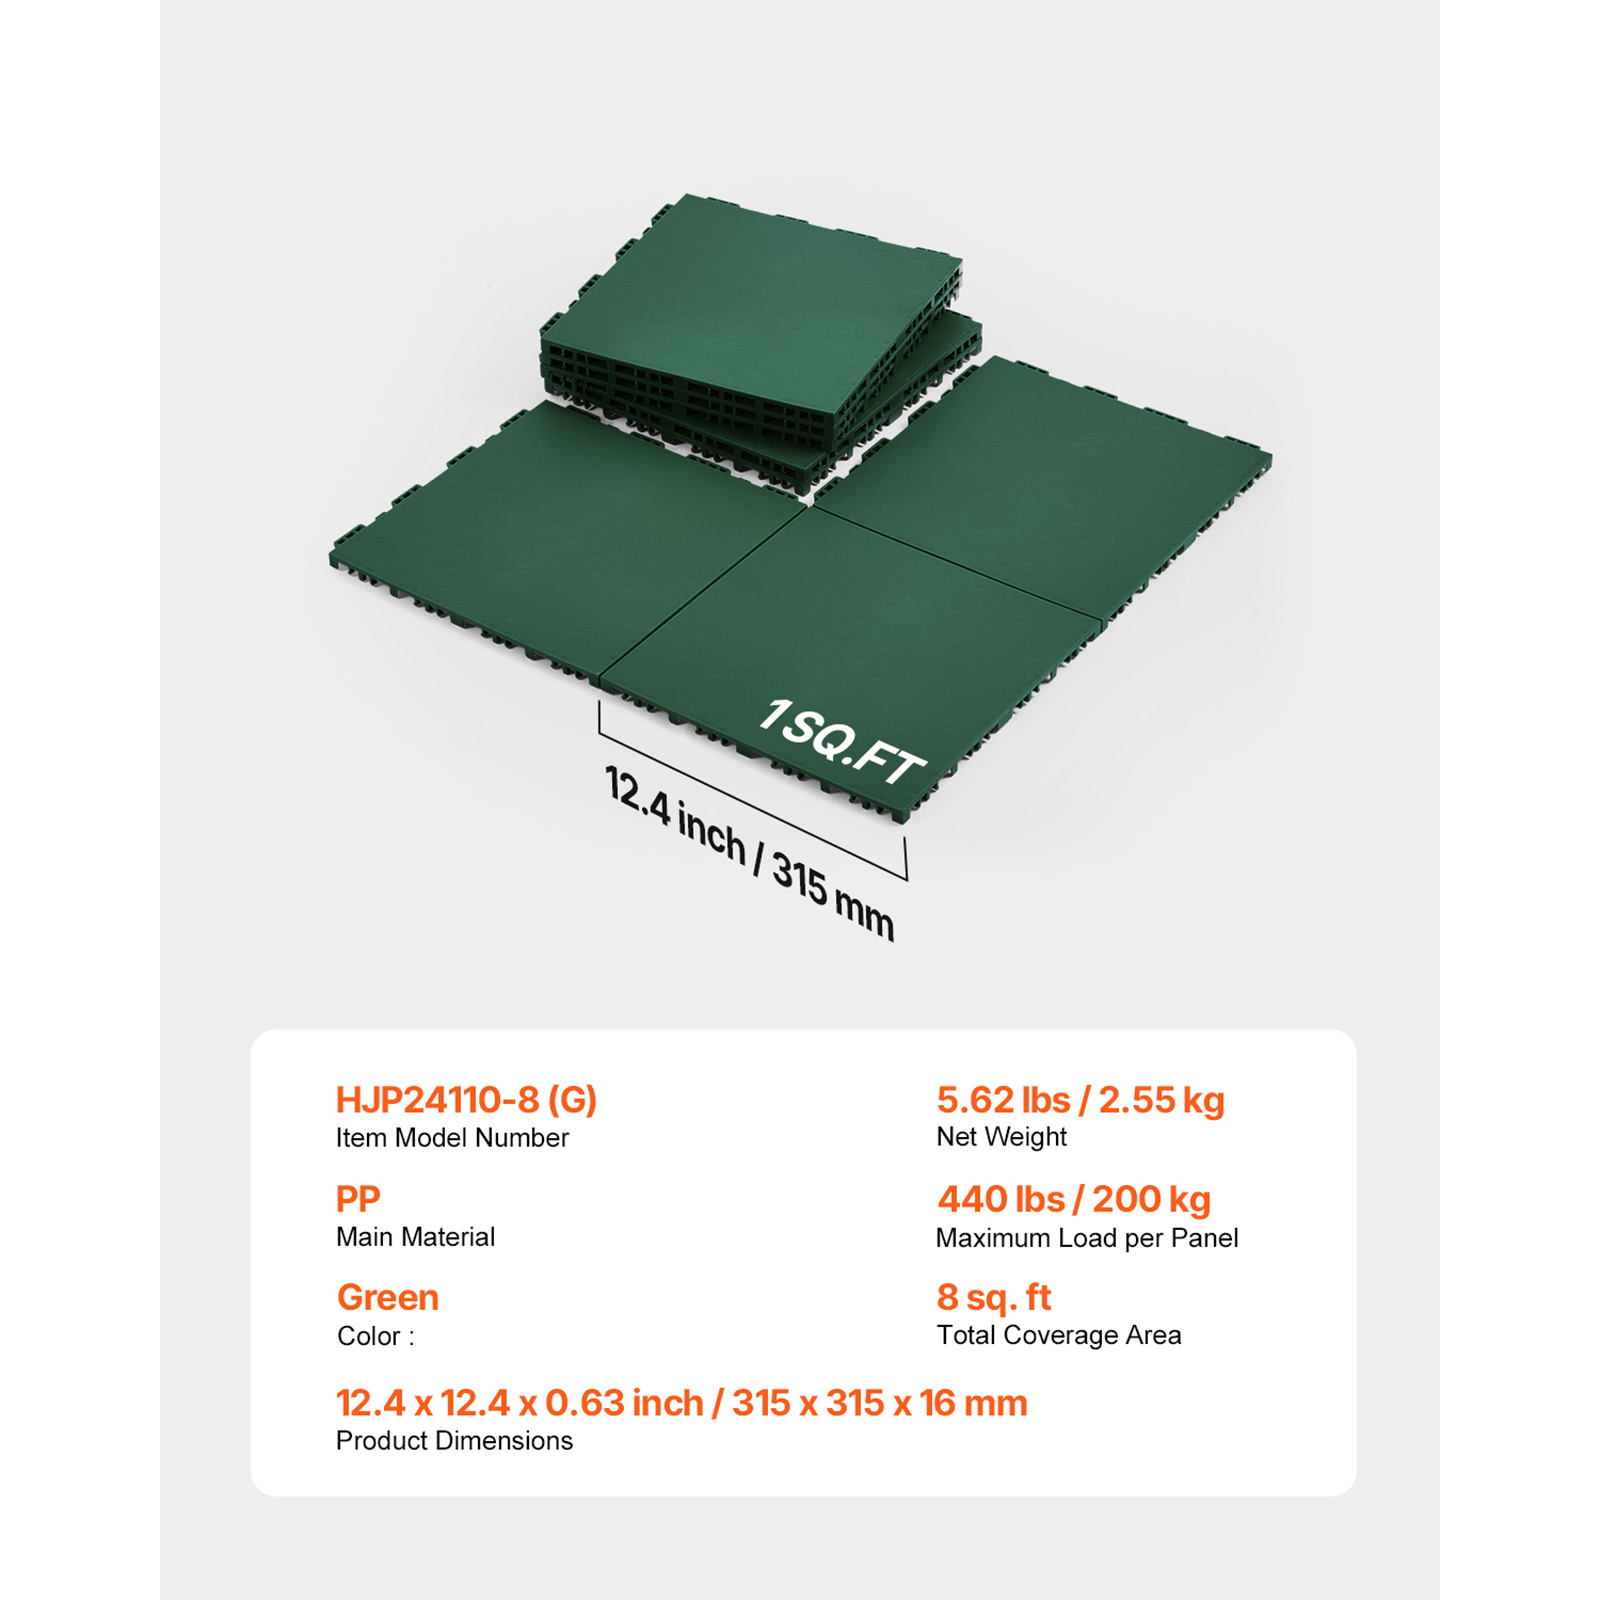 1 SQ.FT
12.4 inch / 315 mm
HJP24110-8 (G)
Item Model Number
5.62 lbs / 2.55 kg
Net Weight
PP
Main Material
440 lbs / 200 kg
Maximum Load per Panel
Green
Color :
8 sq. ft
Total Coverage Area
12.4 x 12.4 x 0.63 inch / 315 x 315 x 16 mm
Product Dimensions